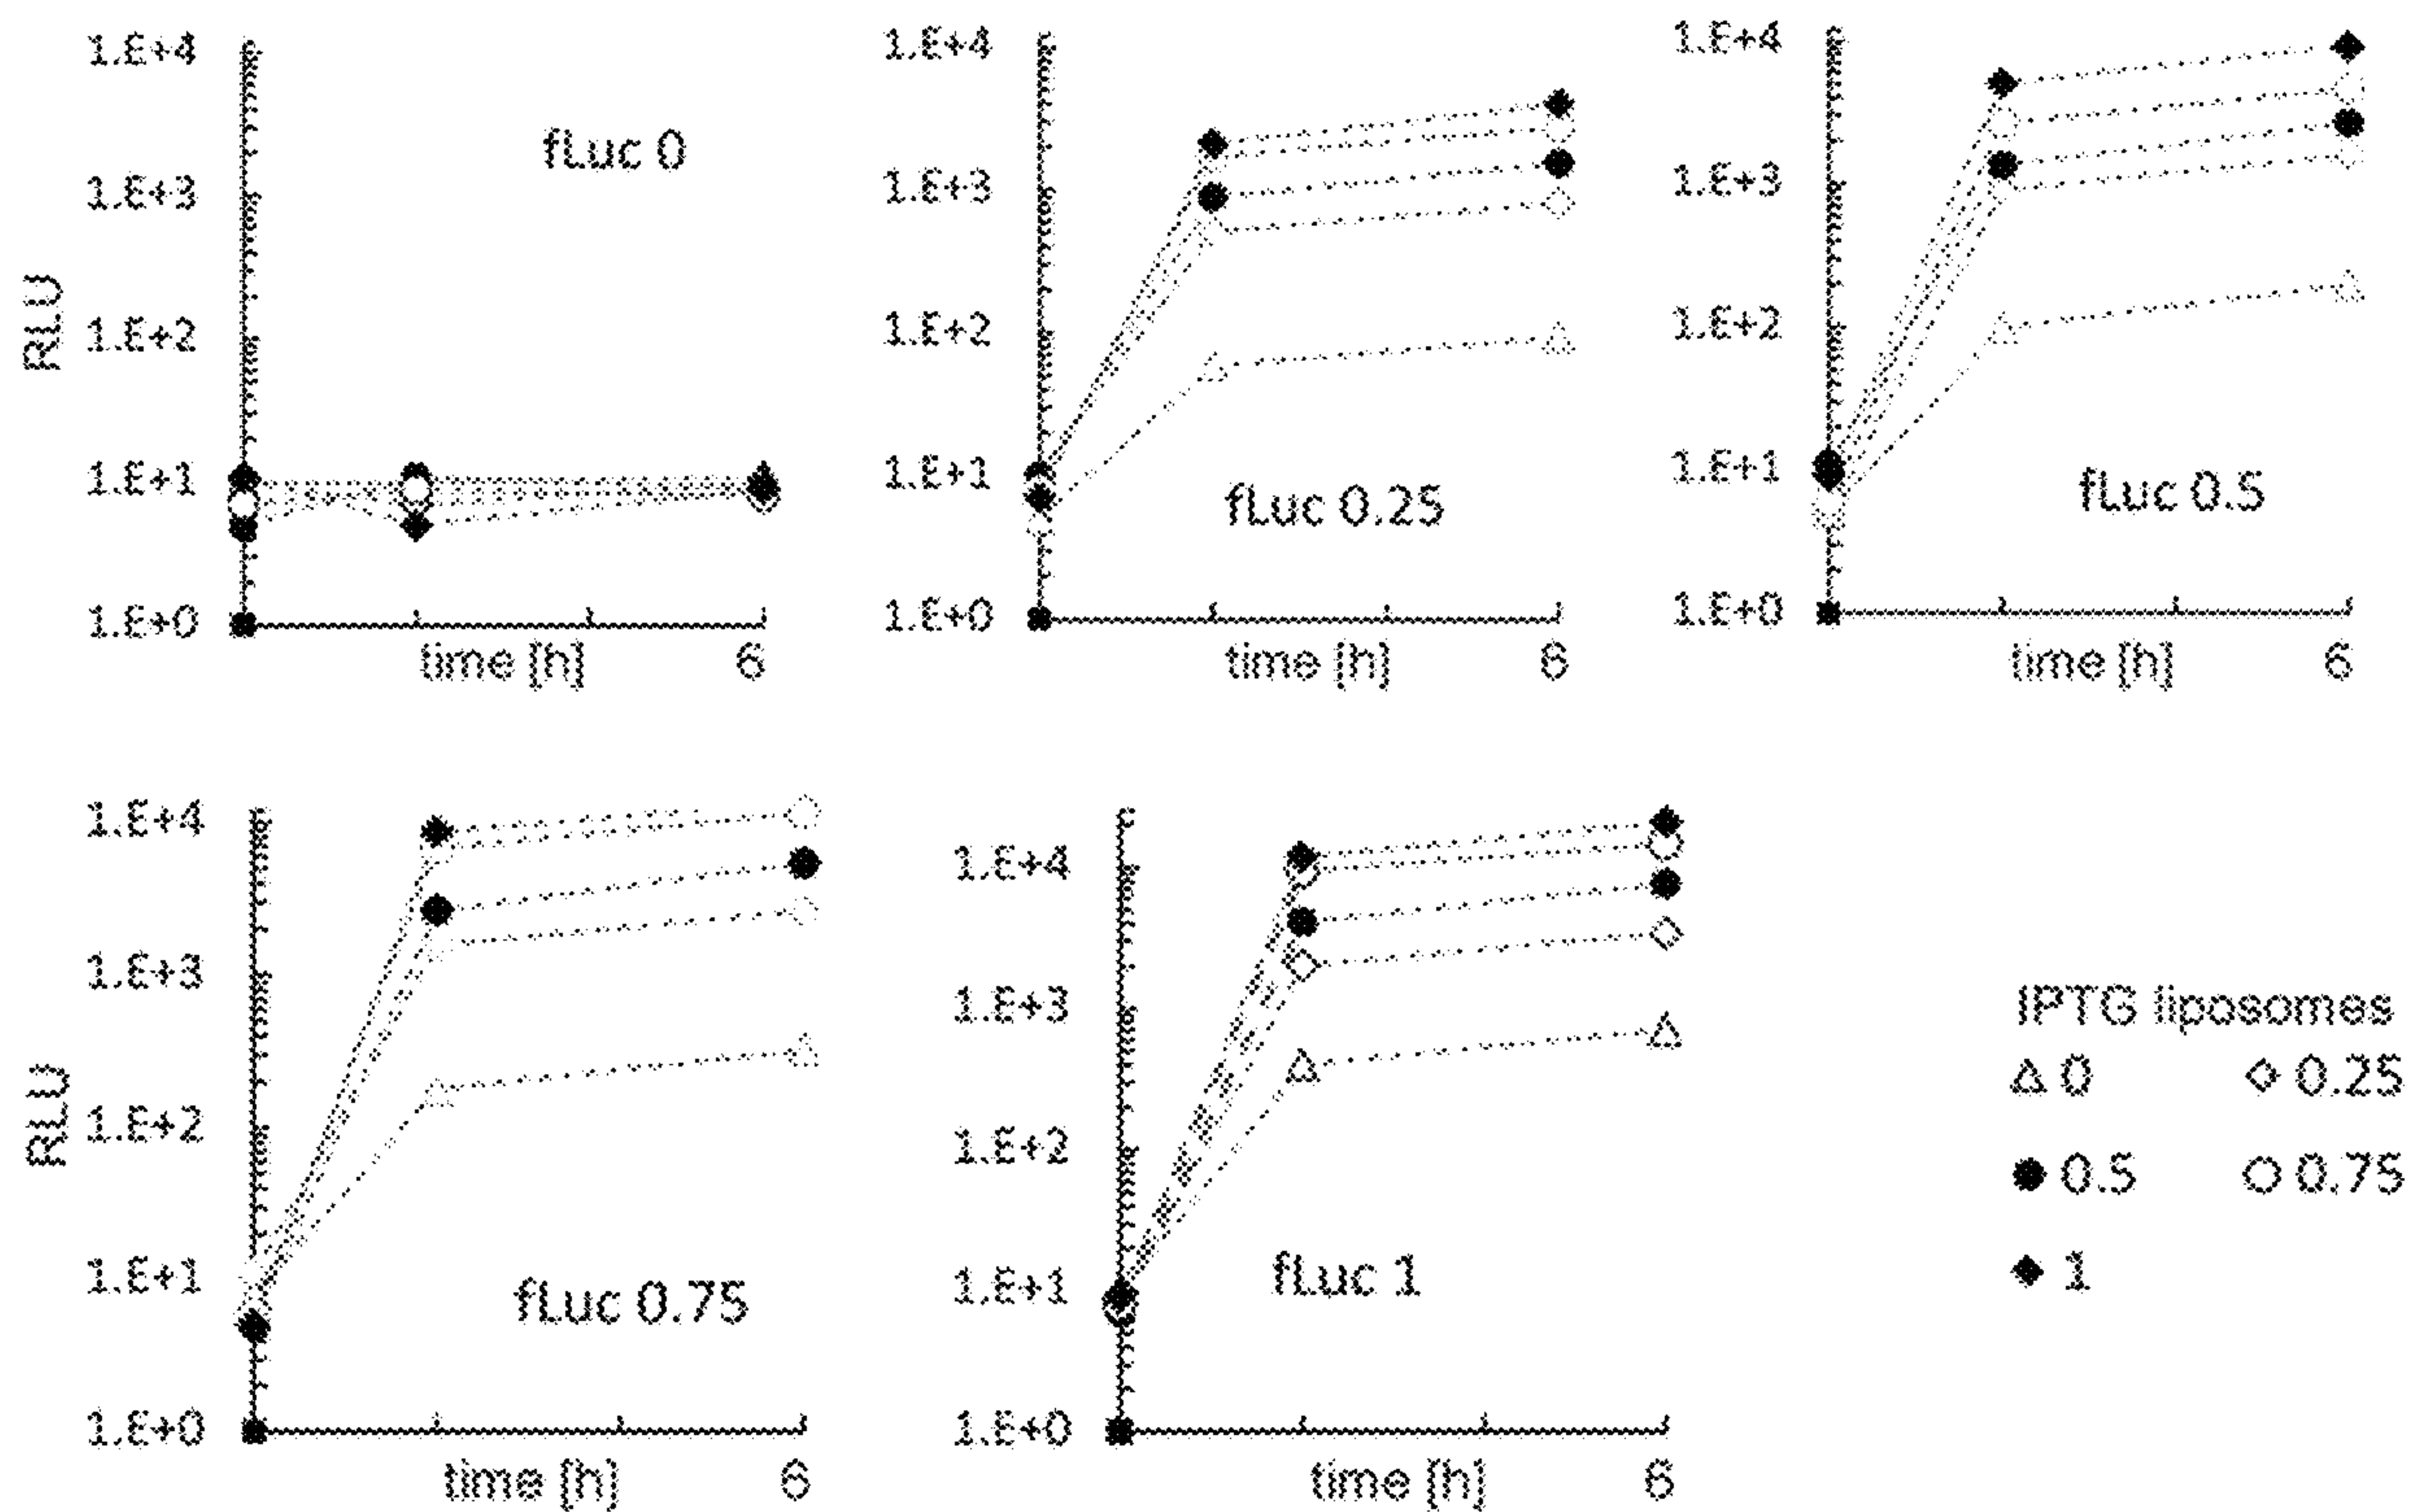 fLuc 0
RLU
1.E+4
1.E+3
1.E+2
1.E+1
1.E+0
time [h]
6
fLuc 0.25
1.E+4
1.E+3
1.E+2
1.E+1
1.E+0
time [h]
6
fLuc 0.5
1.E+4
1.E+3
1.E+2
1.E+1
1.E+0
time [h]
6
fLuc 0.75
RLU
1.E+4
1.E+3
1.E+2
1.E+1
1.E+0
time [h]
6
fLuc 1
1.E+4
1.E+3
1.E+2
1.E+1
1.E+0
time [h]
6
IPTG liposomes
0 0.25
0.5 0.75
1